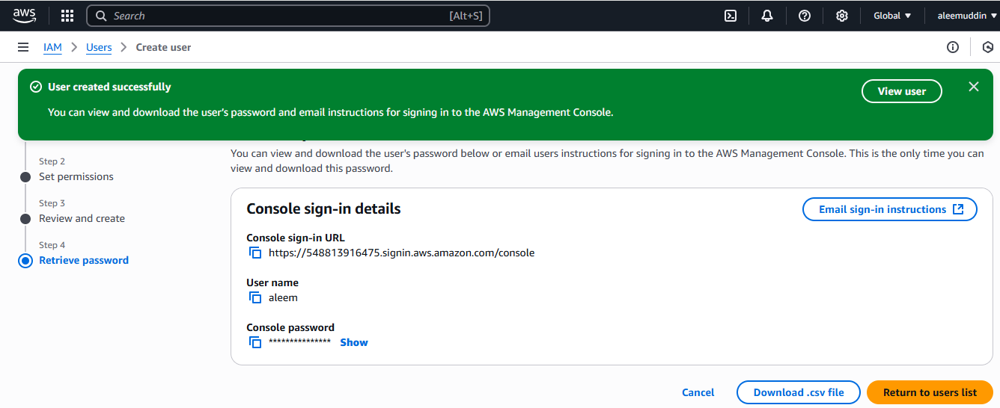 aws
Search [Alt+S]
Global
aleemuddin
IAM
Users
Create user
User created successfully
You can view and download the user's password and email instructions for signing in to the AWS Management Console.
View user
Step 2
Set permissions
Step 3
Review and create
Step 4
Retrieve password
You can view and download the user's password below or email users instructions for signing in to the AWS Management Console. This is the only time you can
view and download this password.
Console sign-in details
Email sign-in instructions
Console sign-in URL
https://548813916475.signin.aws.amazon.com/console
User name
aleem
Console password
*************** Show
Cancel
Download .csv file
Return to users list